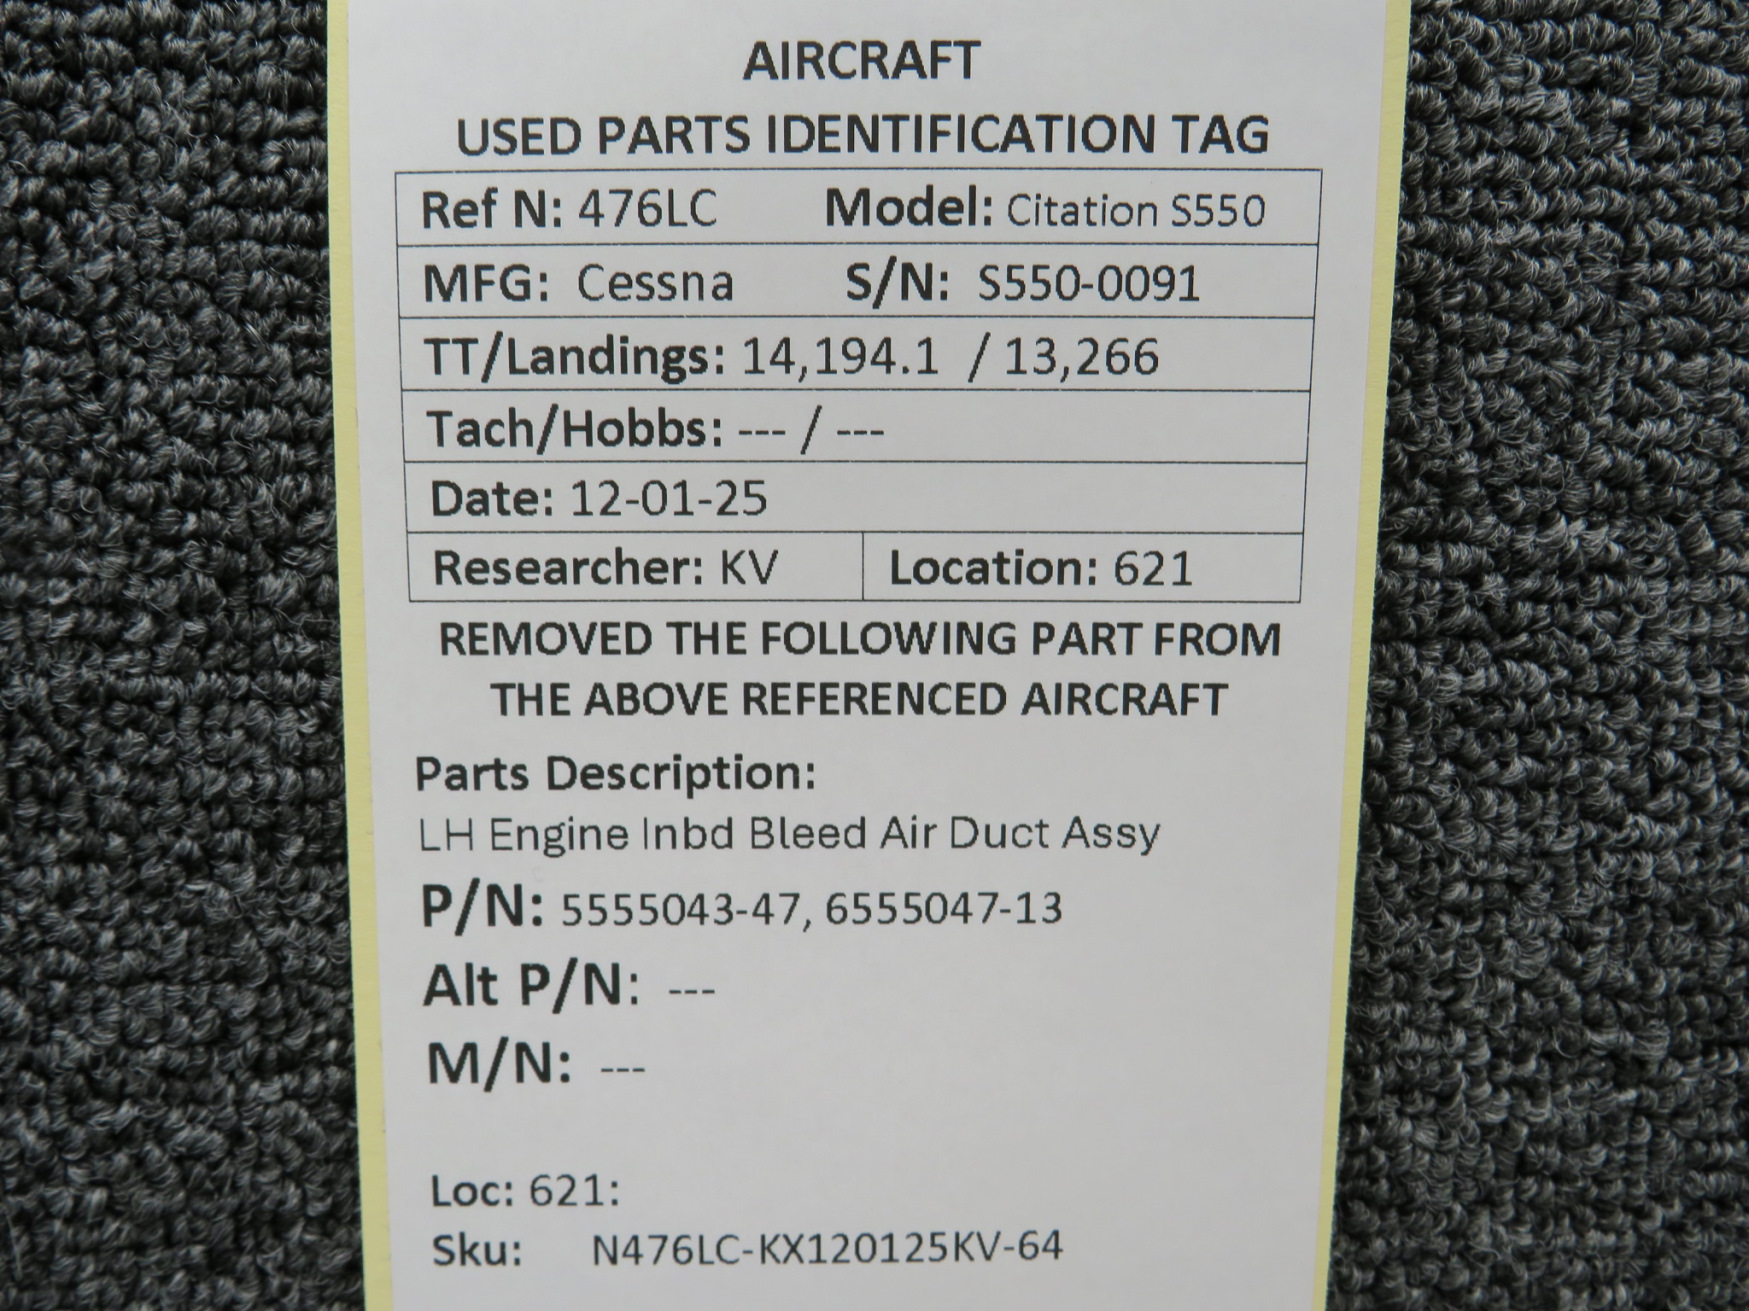 AIRCRAFT
USED PARTS IDENTIFICATION TAG
Ref N: 476LC Model: Citation S550
MFG: Cessna S/N: S550-0091
TT/Landings: 14,194.1 / 13,266
Tach/Hobbs: --- / ---
Date: 12-01-25
Researcher: KV Location: 621
REMOVED THE FOLLOWING PART FROM
THE ABOVE REFERENCED AIRCRAFT
Parts Description:
LH Engine Inbd Bleed Air Duct Assy
P/N: 5555043-47, 6555047-13
Alt P/N: ---
M/N: ---
Loc: 621:
Sku: N476LC-KX120125KV-64